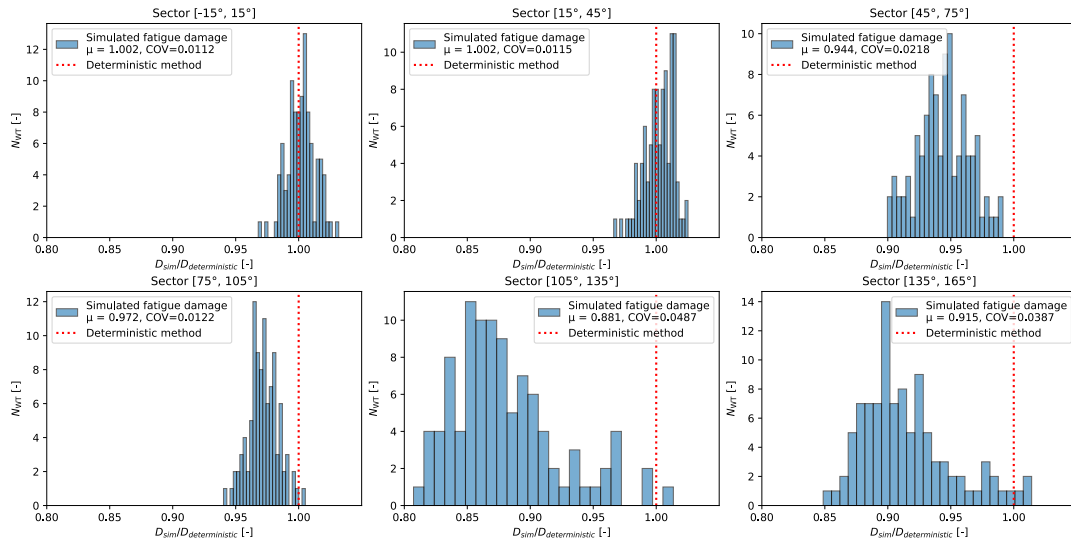 Sector [-15°, 15°]
Simulated fatigue damage
μ = 1.002, COV=0.0112
Deterministic method
N_WT [-]
12
10
8
6
4
2
0
0.80 0.85 0.90 0.95 1.00
D_sim/D_deterministic [-]
Sector [15°, 45°]
Simulated fatigue damage
μ = 1.002, COV=0.0115
Deterministic method
N_WT [-]
10
8
6
4
2
0
0.80 0.85 0.90 0.95 1.00
D_sim/D_deterministic [-]
Sector [45°, 75°]
Simulated fatigue damage
μ = 0.944, COV=0.0218
Deterministic method
N_WT [-]
10
8
6
4
2
0
0.80 0.85 0.90 0.95 1.00
D_sim/D_deterministic [-]
Sector [75°, 105°]
Simulated fatigue damage
μ = 0.972, COV=0.0122
Deterministic method
N_WT [-]
12
10
8
6
4
2
0
0.80 0.85 0.90 0.95 1.00
D_sim/D_deterministic [-]
Sector [105°, 135°]
Simulated fatigue damage
μ = 0.881, COV=0.0487
Deterministic method
N_WT [-]
10
8
6
4
2
0
0.80 0.85 0.90 0.95 1.00
D_sim/D_deterministic [-]
Sector [135°, 165°]
Simulated fatigue damage
μ = 0.915, COV=0.0387
Deterministic method
N_WT [-]
14
12
10
8
6
4
2
0
0.80 0.85 0.90 0.95 1.00
D_sim/D_deterministic [-]